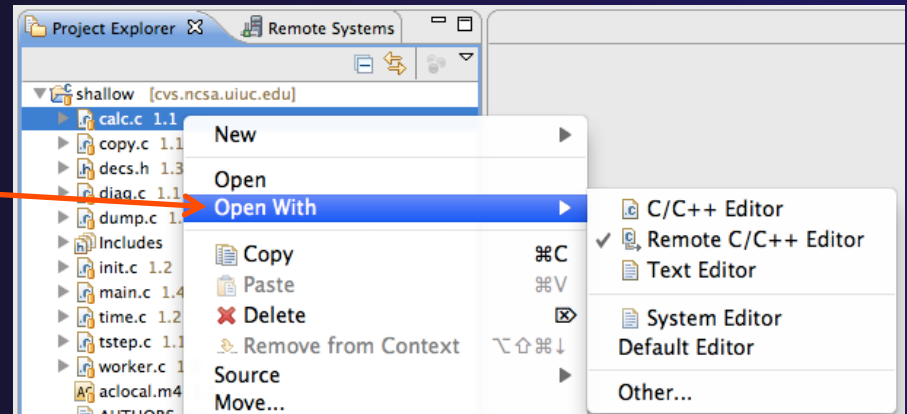 Project Explorer Remote Systems
shallow [cvs.ncsa.uiuc.edu]
calc.c 1.1
copy.c 1.1
decs.h 1.3
diag.c 1.1
dump.c 1.
Includes
init.c 1.2
main.c 1.4
time.c 1.2
tstep.c 1.1
worker.c 1
aclocal.m4
AUTHORS
New
Open
Open With
Copy ⌘C
Paste ⌘V
Delete ⌦
Remove from Context ⌥⇧⌘↓
Source
Move...
C/C++ Editor
✓ Remote C/C++ Editor
Text Editor
System Editor
Default Editor
Other...